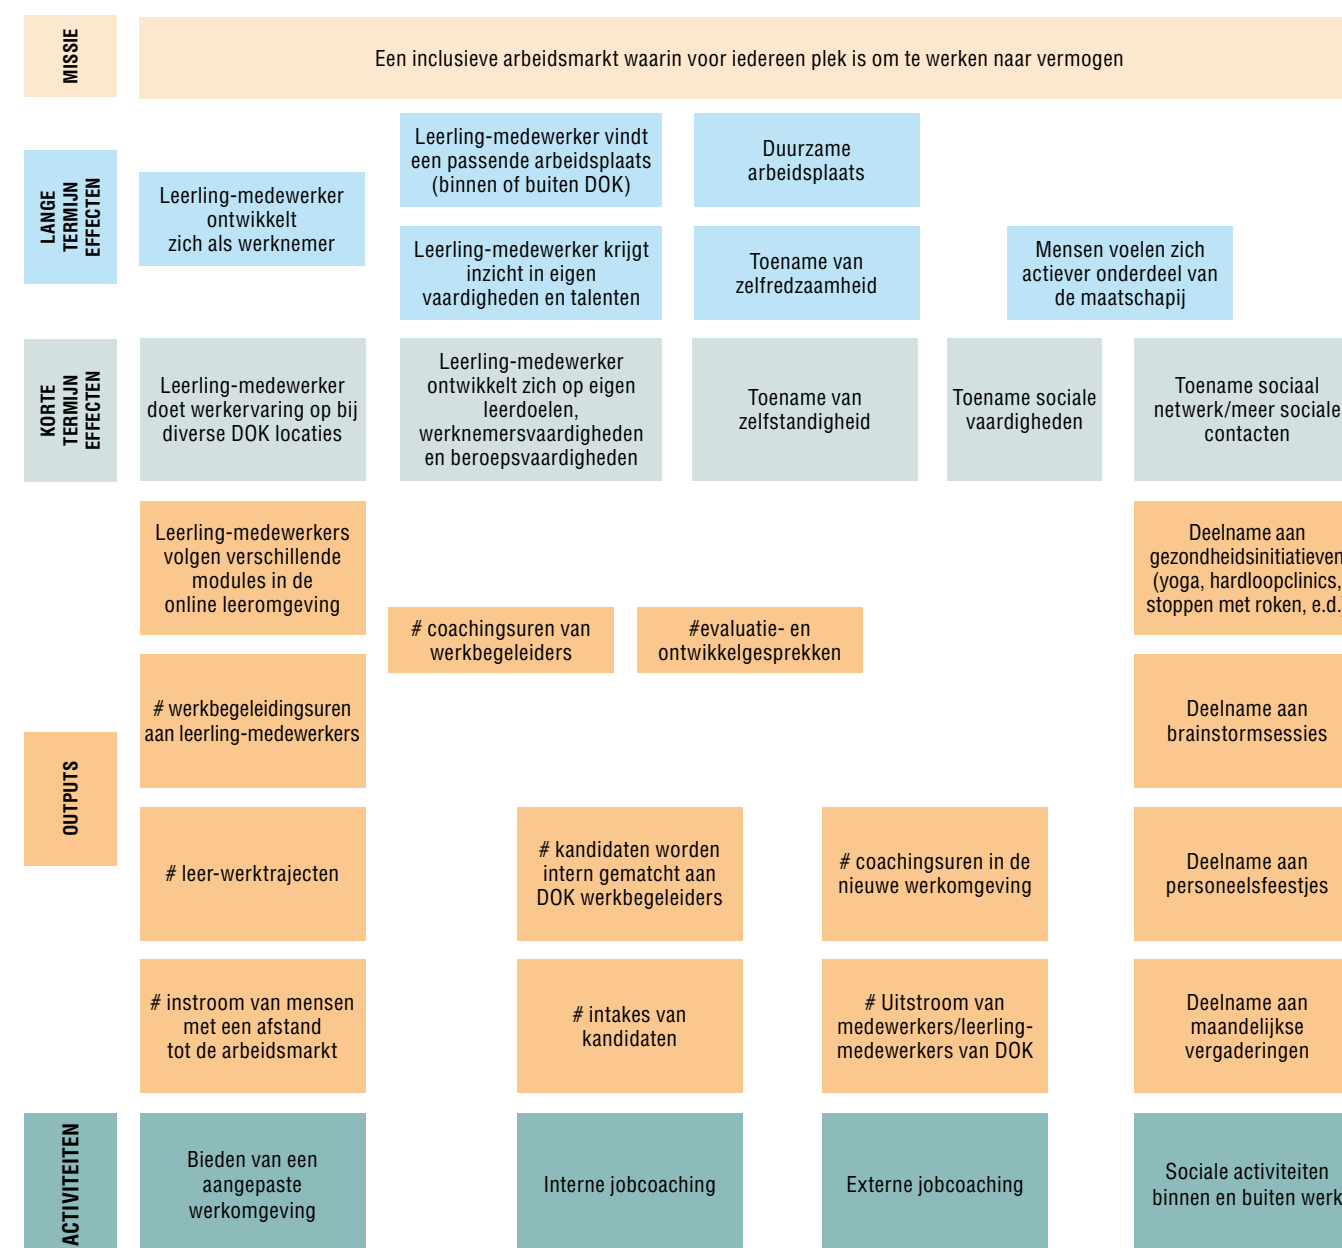 MISSIE
Een inclusieve arbeidsmarkt waarin voor iedereen plek is om te werken naar vermogen
LANGE
TERMIJN
EFFECTEN
Leerling-medewerker
ontwikkelt
zich als werknemer
Leerling-medewerker vindt
een passende arbeidsplaats
(binnen of buiten DOK)
Duurzame
arbeidsplaats
Leerling-medewerker krijgt
inzicht in eigen
vaardigheden en talenten
Toename van
zelfredzaamheid
Mensen voelen zich
actiever onderdeel van
de maatschapij
KORTE
TERMIJN
EFFECTEN
Leerling-medewerker
doet werkervaring op bij
diverse DOK locaties
Leerling-medewerker
ontwikkelt zich op eigen
leerdoelen,
werknemersvaardigheden
en beroepsvaardigheden
Toename van
zelfstandigheid
Toename sociale
vaardigheden
Toename sociaal
netwerk/meer sociale
contacten
OUTPUTS
Leerling-medewerkers
volgen verschillende
modules in de
online leeromgeving
# coachingsuren van
werkbegeleiders
#evaluatie- en
ontwikkelgesprekken
Deelname aan
gezondheidsinitiatieven
(yoga, hardloopclinics,
stoppen met roken, e.d.)
# werkbegeleidingsuren
aan leerling-medewerkers
Deelname aan
brainstormsessies
# leer-werktrajecten
# kandidaten worden
intern gematcht aan
DOK werkbegeleiders
# coachingsuren in de
nieuwe werkomgeving
Deelname aan
personeelsfeestjes
# instroom van mensen
met een afstand
tot de arbeidsmarkt
# intakes van
kandidaten
# Uitstroom van
medewerkers/leerling-
medewerkers van DOK
Deelname aan
maandelijkse
vergaderingen
ACTIVITEITEN
Bieden van een
aangepaste
werkomgeving
Interne jobcoaching
Externe jobcoaching
Sociale activiteiten
binnen en buiten werk